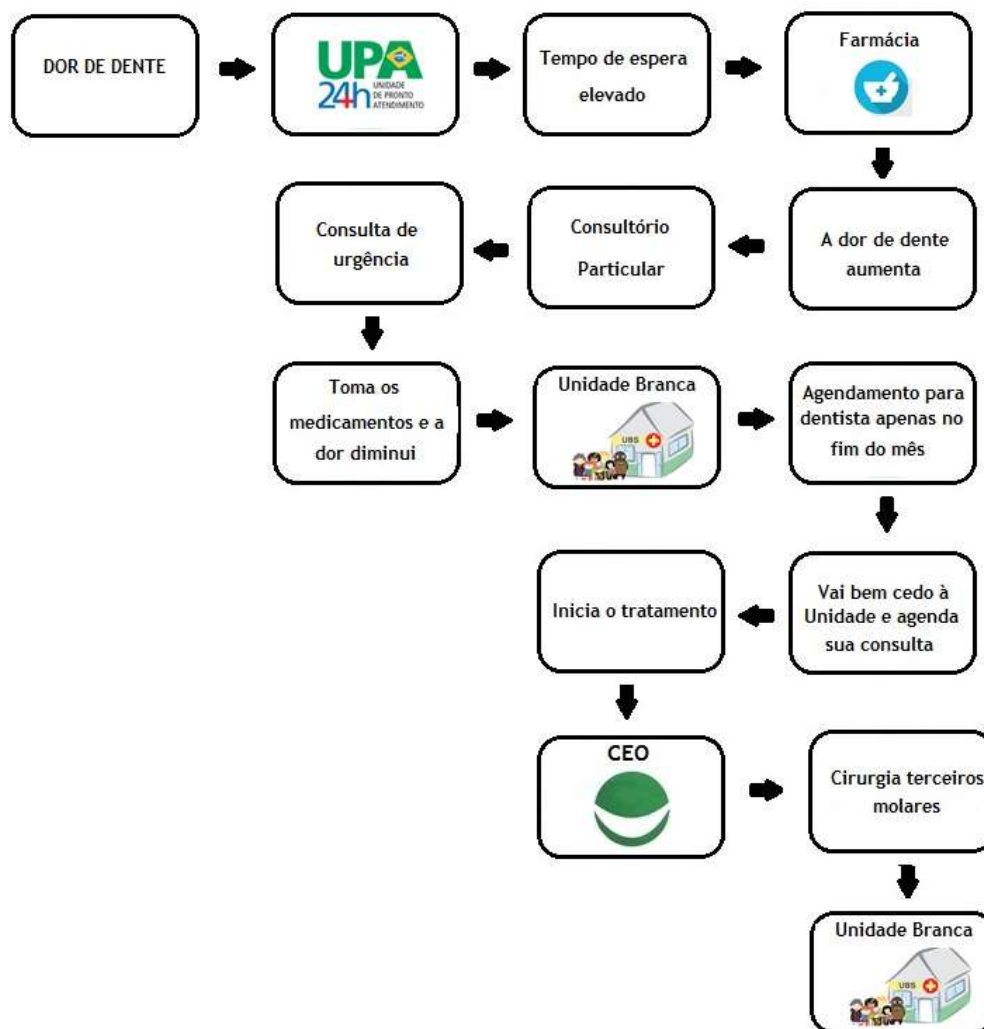 DOR DE DENTE
UPA
24h
UNIDADE
DE PRONTO
ATENDIMENTO
Tempo de espera
elevado
Farmácia
A dor de dente
aumenta
Consultório
Particular
Consulta de
urgência
Toma os
medicamentos e a
dor diminui
Unidade Branca
UBS
Agendamento para
dentista apenas no
fim do mês
Vai bem cedo à
Unidade e agenda
sua consulta
Inicia o tratamento
CEO
Cirurgia terceiros
molares
Unidade Branca
UBS